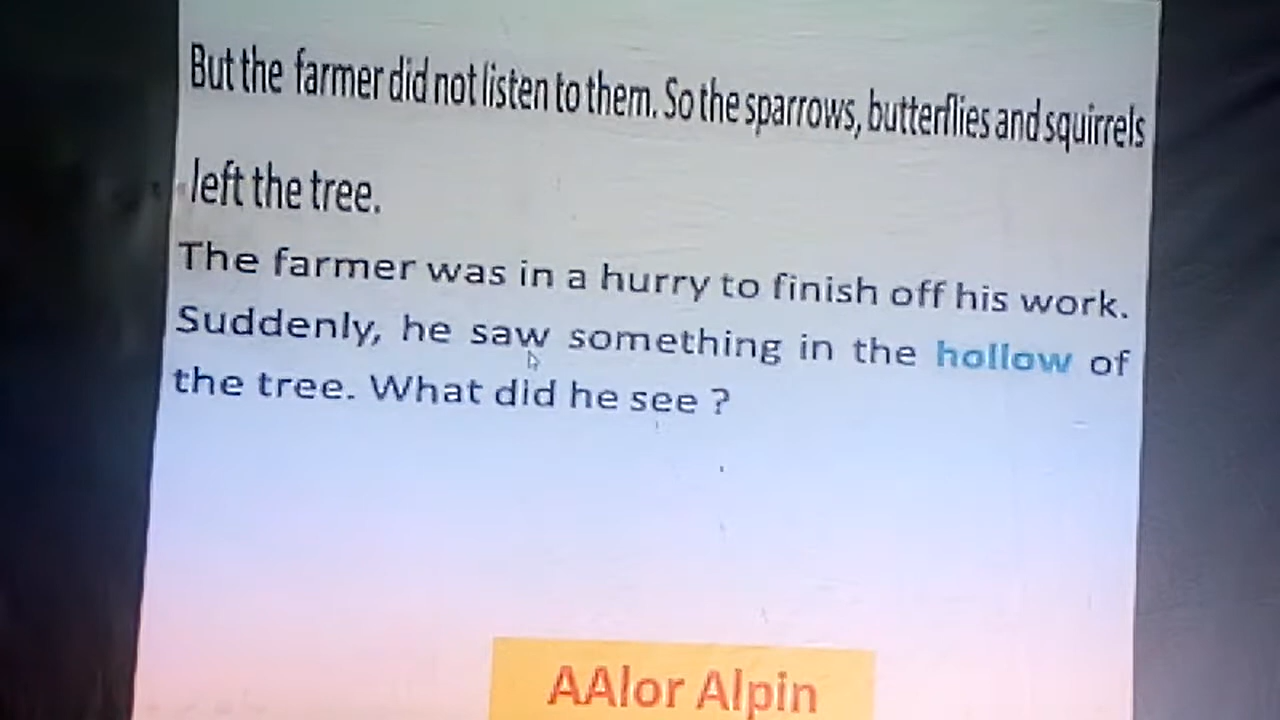 But the farmer did not listen to them. So the sparrows, butterflies and squirrels
left the tree.
The farmer was in a hurry to finish off his work.
Suddenly, he saw something in the hollow of
the tree. What did he see ?
AAlor Alpin